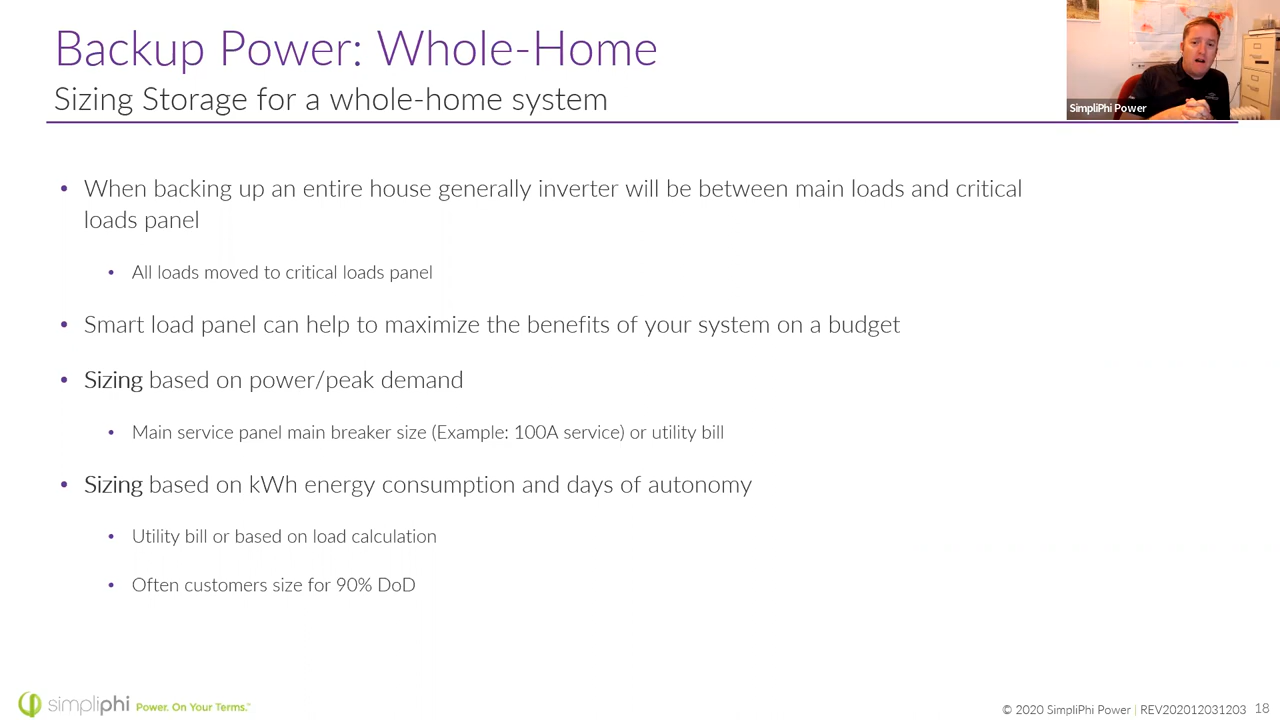 Backup Power: Whole-Home
Sizing Storage for a whole-home system
SimpliPhi Power
• When backing up an entire house generally inverter will be between main loads and critical
loads panel
• All loads moved to critical loads panel
• Smart load panel can help to maximize the benefits of your system on a budget
• Sizing based on power/peak demand
• Main service panel main breaker size (Example: 100A service) or utility bill
• Sizing based on kWh energy consumption and days of autonomy
• Utility bill or based on load calculation
• Often customers size for 90% DoD
simpliphi Power. On Your Terms.™
© 2020 SimpliPhi Power | REV202012031203 18